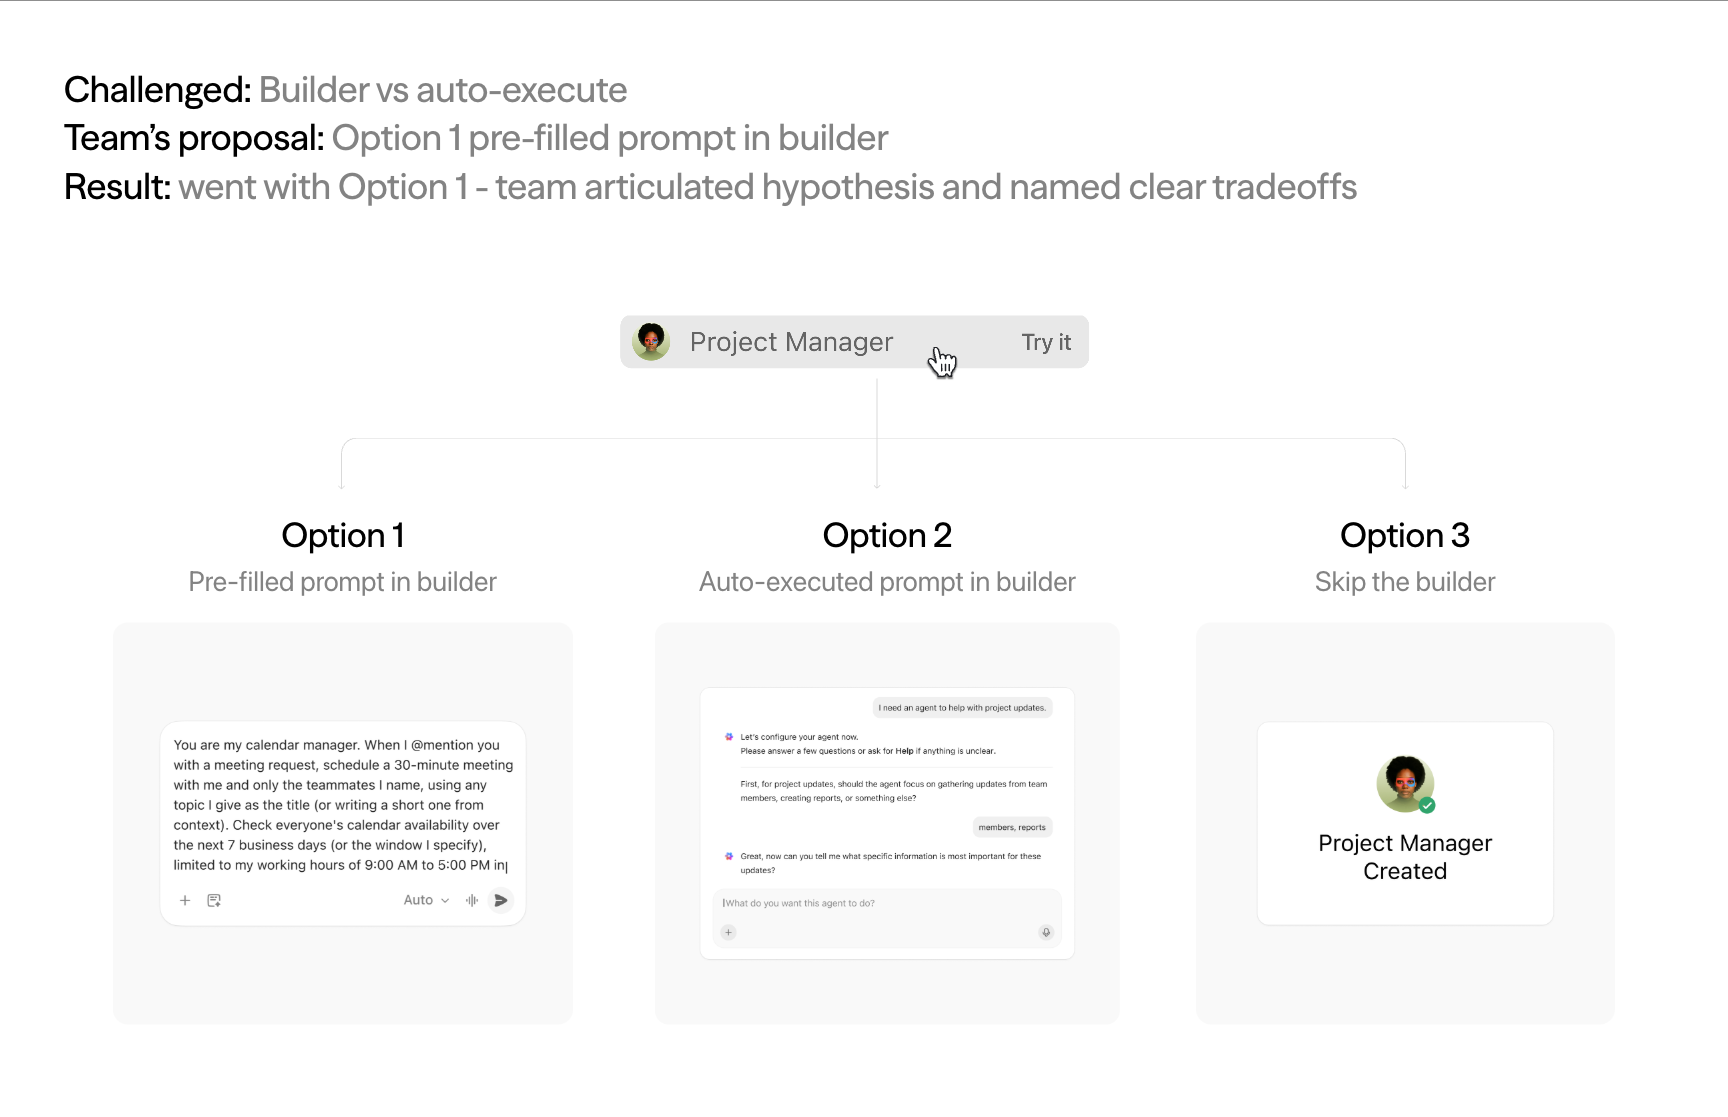 Challenged: Builder vs auto-execute
Team’s proposal: Option 1 pre-filled prompt in builder
Result: went with Option 1 - team articulated hypothesis and named clear tradeoffs
Project Manager
Try it
Option 1
Pre-filled prompt in builder
You are my calendar manager. When I @mention you
with a meeting request, schedule a 30-minute meeting
with me and only the teammates I name, using any
topic I give as the title (or writing a short one from
context). Check everyone's calendar availability over
the next 7 business days (or the window I specify),
limited to my working hours of 9:00 AM to 5:00 PM in
Auto
Option 2
Auto-executed prompt in builder
I need an agent to help with project updates.
Let's configure your agent now.
Please answer a few questions or ask for Help if anything is unclear.
First, for project updates, should the agent focus on gathering updates from team
members, creating reports, or something else?
members, reports
Great, now can you tell me what specific information is most important for these
updates?
What do you want this agent to do?
Option 3
Skip the builder
Project Manager
Created